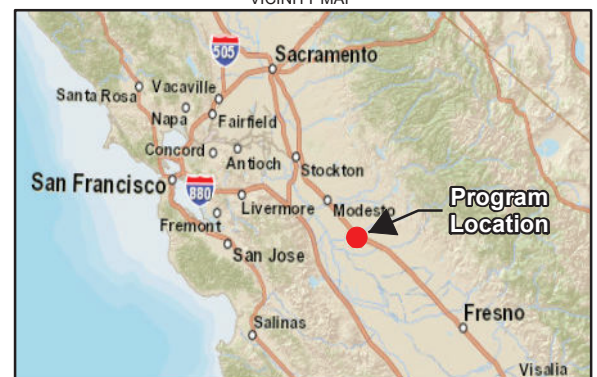 VICINITY MAP
505
Sacramento
Santa Rosa
Vacaville
Napa
Fairfield
Concord
Antioch
Stockton
San Francisco
880
Livermore
Modesto
Program
Location
Fremont
San Jose
Salinas
Fresno
Visalia